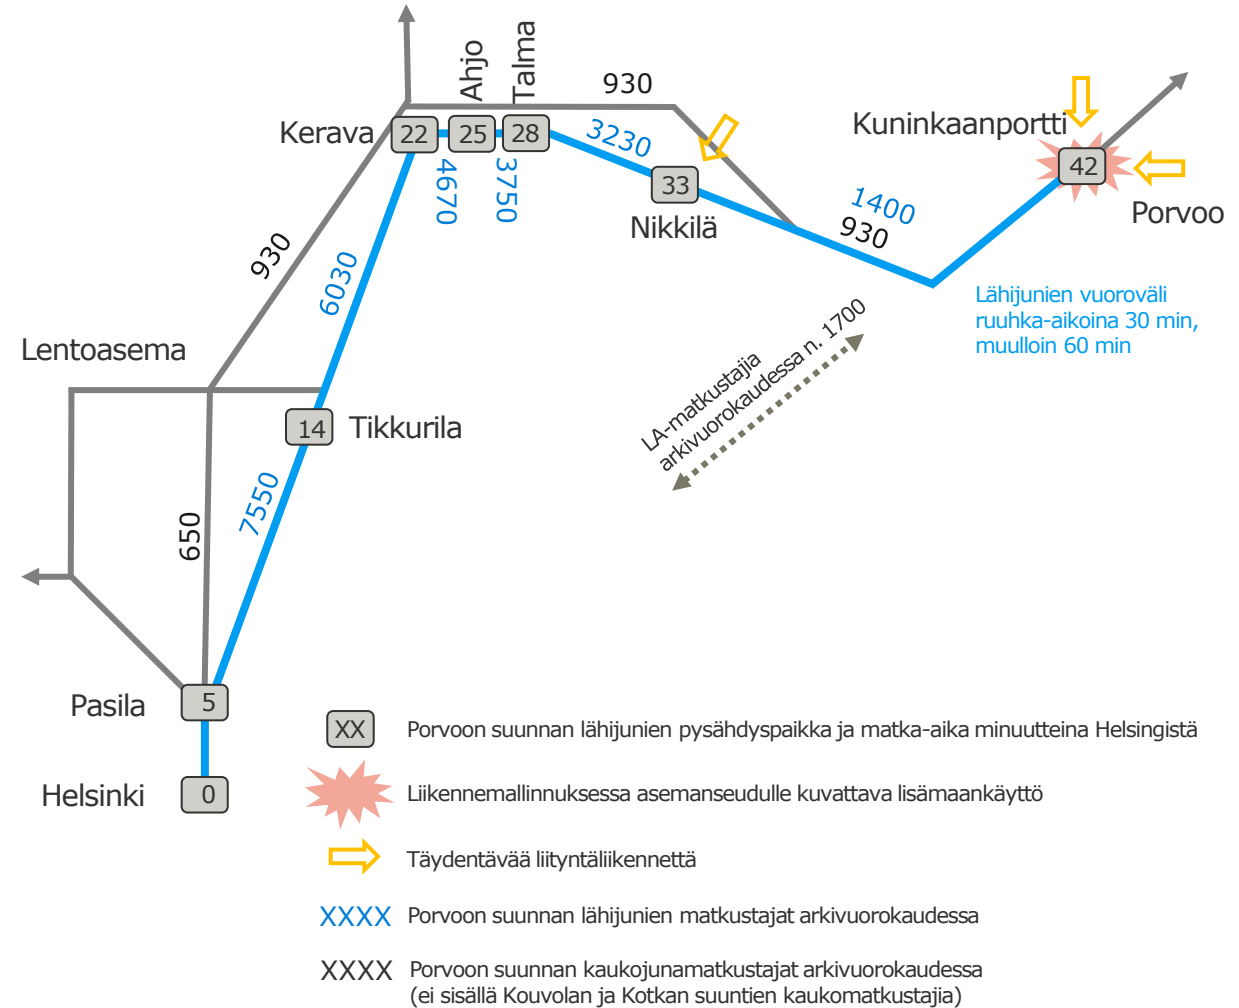 Ahjo
Talma
930
Kerava
22
25
28
3230
Kuninkaanportti
42
4670
3750
33
Nikkilä
1400
930
Porvoo
930
6030
Lähijunien vuoroväli
ruuhka-aikoina 30 min,
muulloin 60 min
Lentoasema
LA-matkustajia
arkivuorokaudessa n. 1700
14
Tikkurila
7550
650
Pasila
5
Helsinki
0
XX
Porvoon suunnan lähijunien pysähdyspaikka ja matka-aika minuutteina Helsingistä
Liikennemallinnuksessa asemanseudulle kuvattava lisämaankäyttö
Täydentävää liityntäliikennettä
XXXX
Porvoon suunnan lähijunien matkustajat arkivuorokaudessa
XXXX
Porvoon suunnan kaukojunamatkustajat arkivuorokaudessa
(ei sisällä Kouvolan ja Kotkan suuntien kaukomatkustajia)